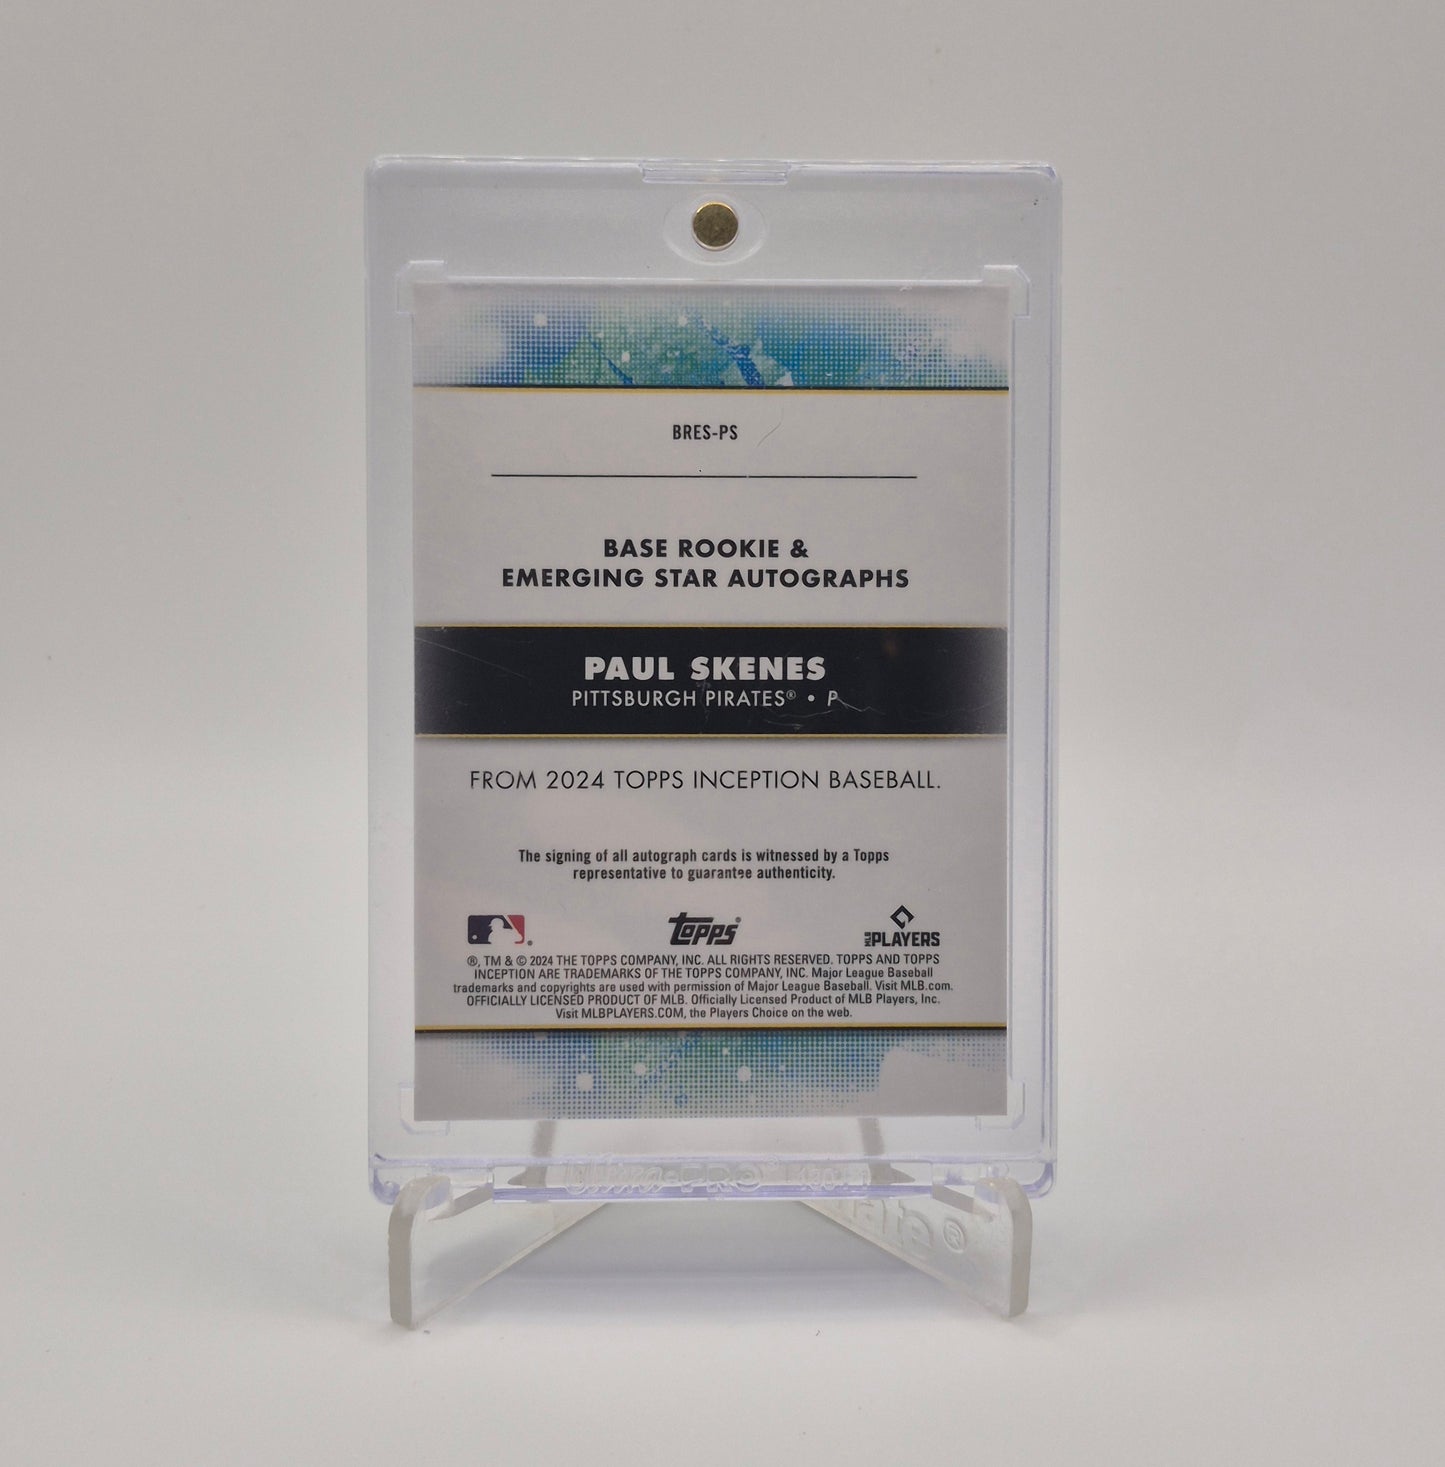 BRES-PS
BASE ROOKIE &
EMERGING STAR AUTOGRAPHS
PAUL SKENES
PITTSBURGH PIRATES® • P
FROM 2024 TOPPS INCEPTION BASEBALL.
The signing of all autograph cards is witnessed by a Topps
representative to guarantee authenticity.
Topps®
MLB PLAYERS
®, TM & © 2024 THE TOPPS COMPANY, INC. ALL RIGHTS RESERVED. TOPPS AND TOPPS
INCEPTION ARE TRADEMARKS OF THE TOPPS COMPANY, INC. Major League Baseball
trademarks and copyrights are used with permission of Major League Baseball. Visit MLB.com.
OFFICIALLY LICENSED PRODUCT OF MLB. Officially Licensed Product of MLB Players, Inc.
Visit MLBPLAYERS.COM, the Players Choice on the web.
Ultra·PRO®